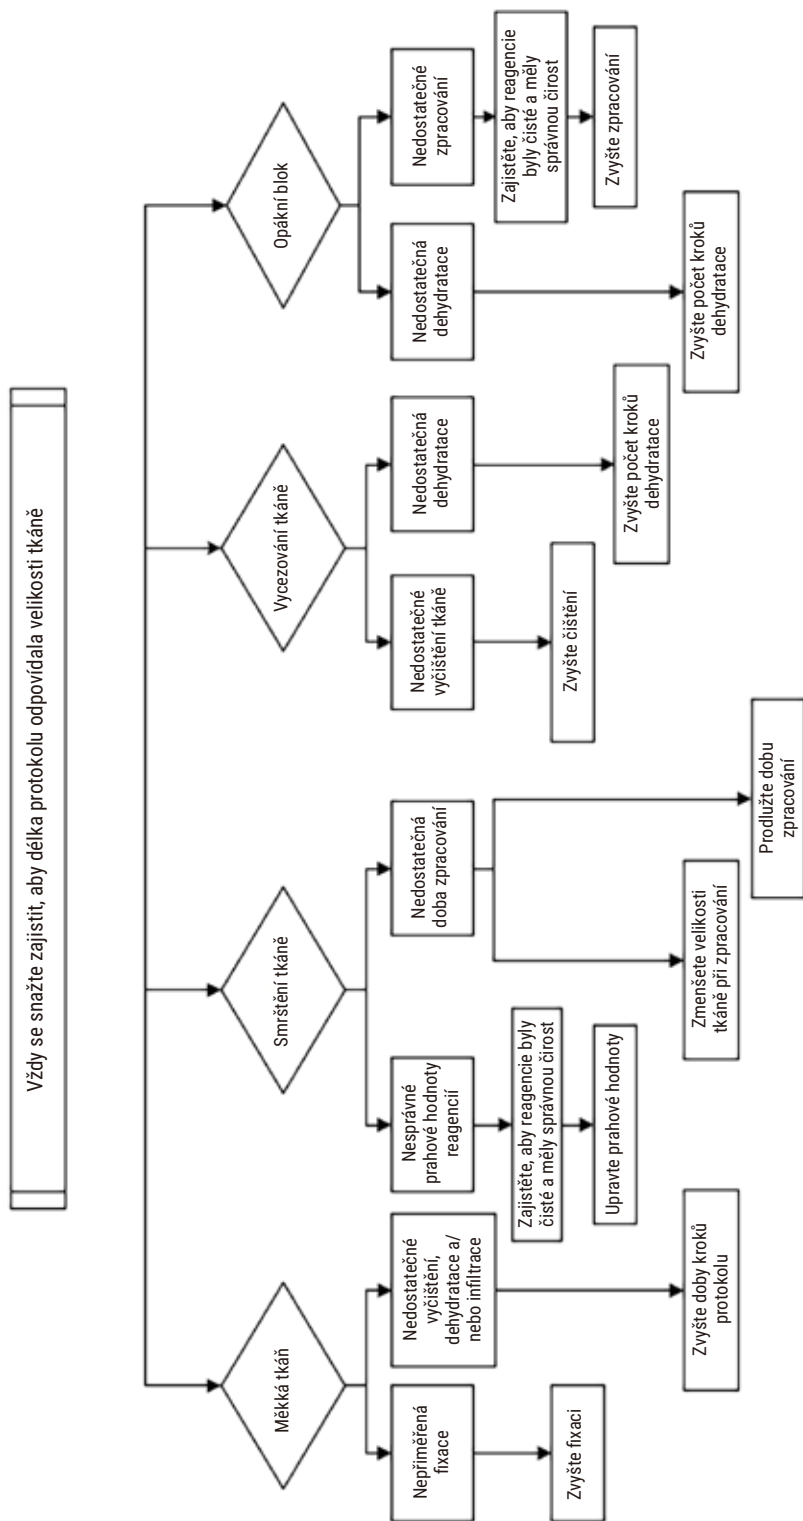 Vždy se snažte zajistit, aby délka protokolu odpovídala velikosti tkáně
Měkká tkáň
Nepřiměřená
fixace
Zvyšte fixaci
Nedostatečné
vyčištění,
dehydratace a/
nebo infiltrace
Zvyšte doby kroků
protokolu
Smrštění tkáně
Nesprávné
prahové hodnoty
reagencií
Zajistěte, aby reagencie byly
čisté a měly správnou čirost
Upravte prahové hodnoty
Nedostatečná
doba zpracování
Zmenšete velikosti
tkáně při zpracování
Prodlužte dobu
zpracování
Vycezování tkáně
Nedostatečné
vyčištění tkáně
Zvyšte čištění
Nedostatečná
dehydratace
Zvyšte počet kroků
dehydratace
Opákní blok
Nedostatečná
dehydratace
Zvyšte počet kroků
dehydratace
Nedostatečné
zpracování
Zajistěte, aby reagencie
byly čisté a měly
správnou čirost
Zvyšte zpracování